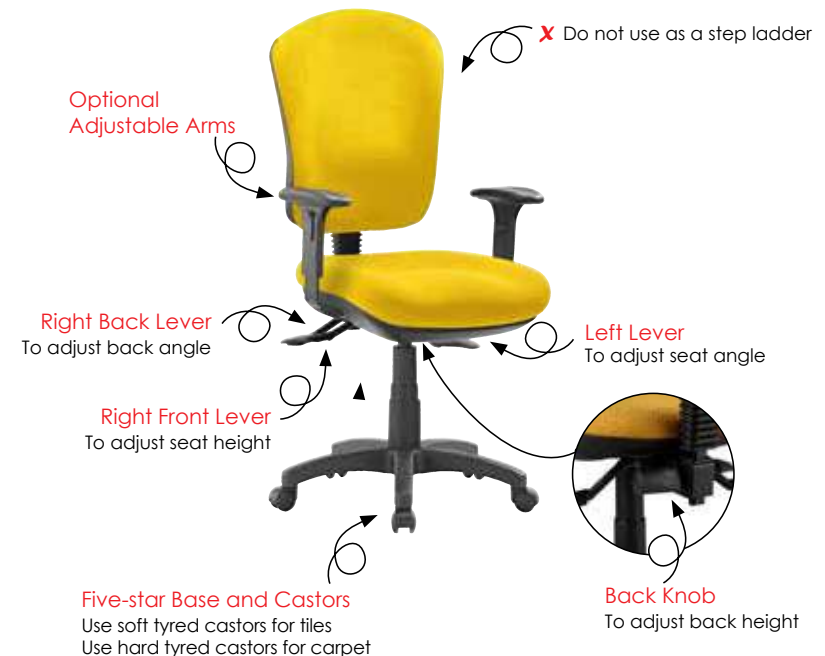 ✗ Do not use as a step ladder
Optional
Adjustable Arms
Right Back Lever
To adjust back angle
Left Lever
To adjust seat angle
Right Front Lever
To adjust seat height
Back Knob
To adjust back height
Five-star Base and Castors
Use soft tyred castors for tiles
Use hard tyred castors for carpet